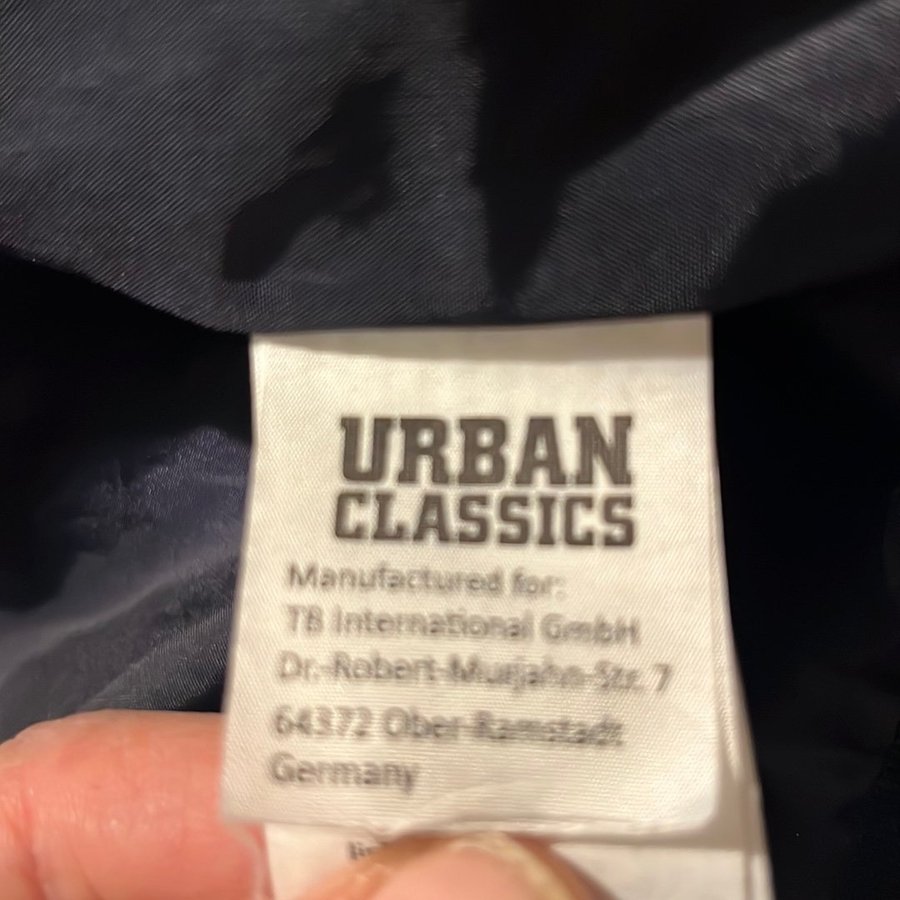 URBAN
CLASSICS
Manufactured for:
TB International GmbH
Dr.-Robert-Murjahn-Str. 7
64372 Ober-Ramstadt
Germany